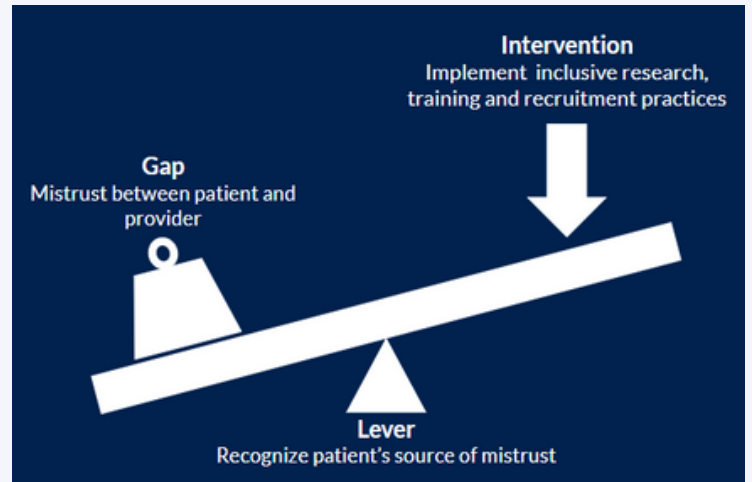 Intervention
Implement inclusive research,
training and recruitment practices
Gap
Mistrust between patient and
provider
Lever
Recognize patient's source of mistrust